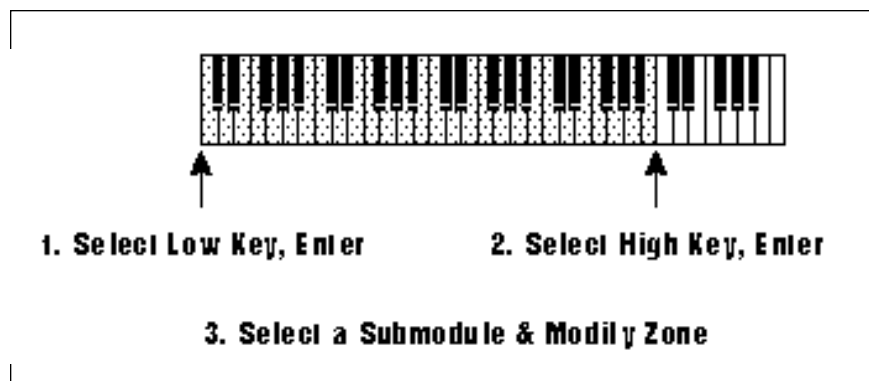 1. Select Low Key, Enter
2. Select High Key, Enter
3. Select a Submodule & Modify Zone